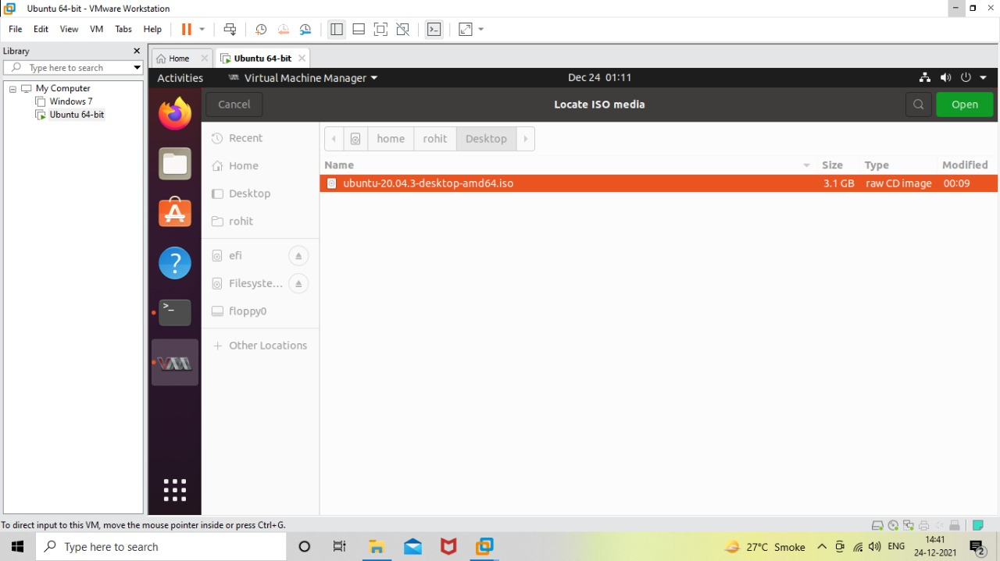 Ubuntu 64-bit - VMware Workstation
File Edit View VM Tabs Help
Library
Type here to search
My Computer
Windows 7
Ubuntu 64-bit
Home Ubuntu 64-bit
Activities Virtual Machine Manager Dec 24 01:11
Cancel Locate ISO media Open
Recent
Home
Desktop
rohit
efi
Filesyste...
floppy0
Other Locations
home rohit Desktop
Name Size Type Modified
ubuntu-20.04.3-desktop-amd64.iso 3.1 GB raw CD image 00:09
To direct input to this VM, move the mouse pointer inside or press Ctrl+G.
Type here to search 27°C Smoke ENG 14:41
24-12-2021 2